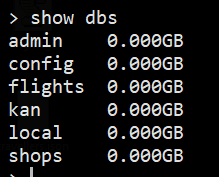 > show dbs
admin    0.000GB
config   0.000GB
flights  0.000GB
kan      0.000GB
local    0.000GB
shops    0.000GB
>